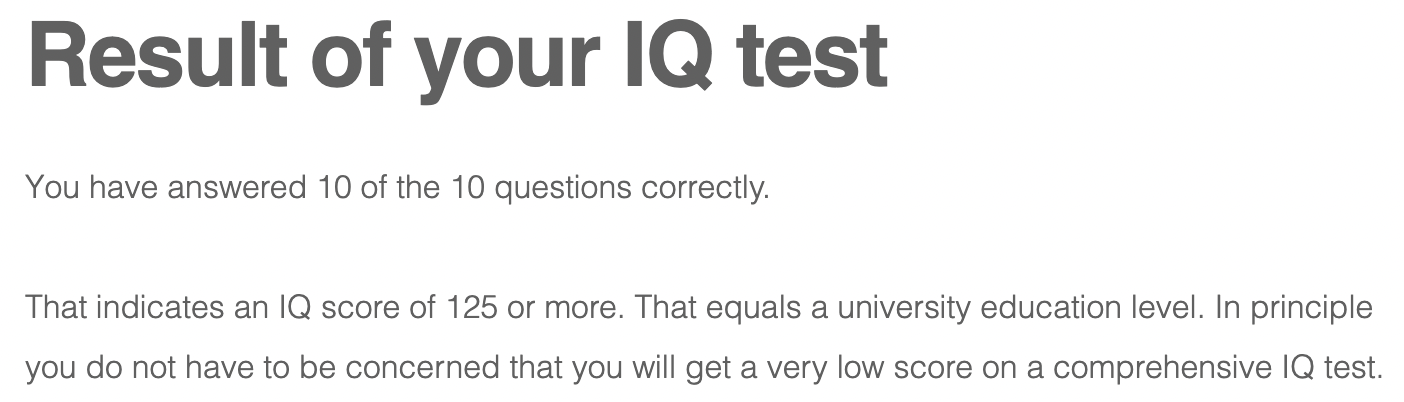 Result of your IQ test
You have answered 10 of the 10 questions correctly.
That indicates an IQ score of 125 or more. That equals a university education level. In principle
you do not have to be concerned that you will get a very low score on a comprehensive IQ test.